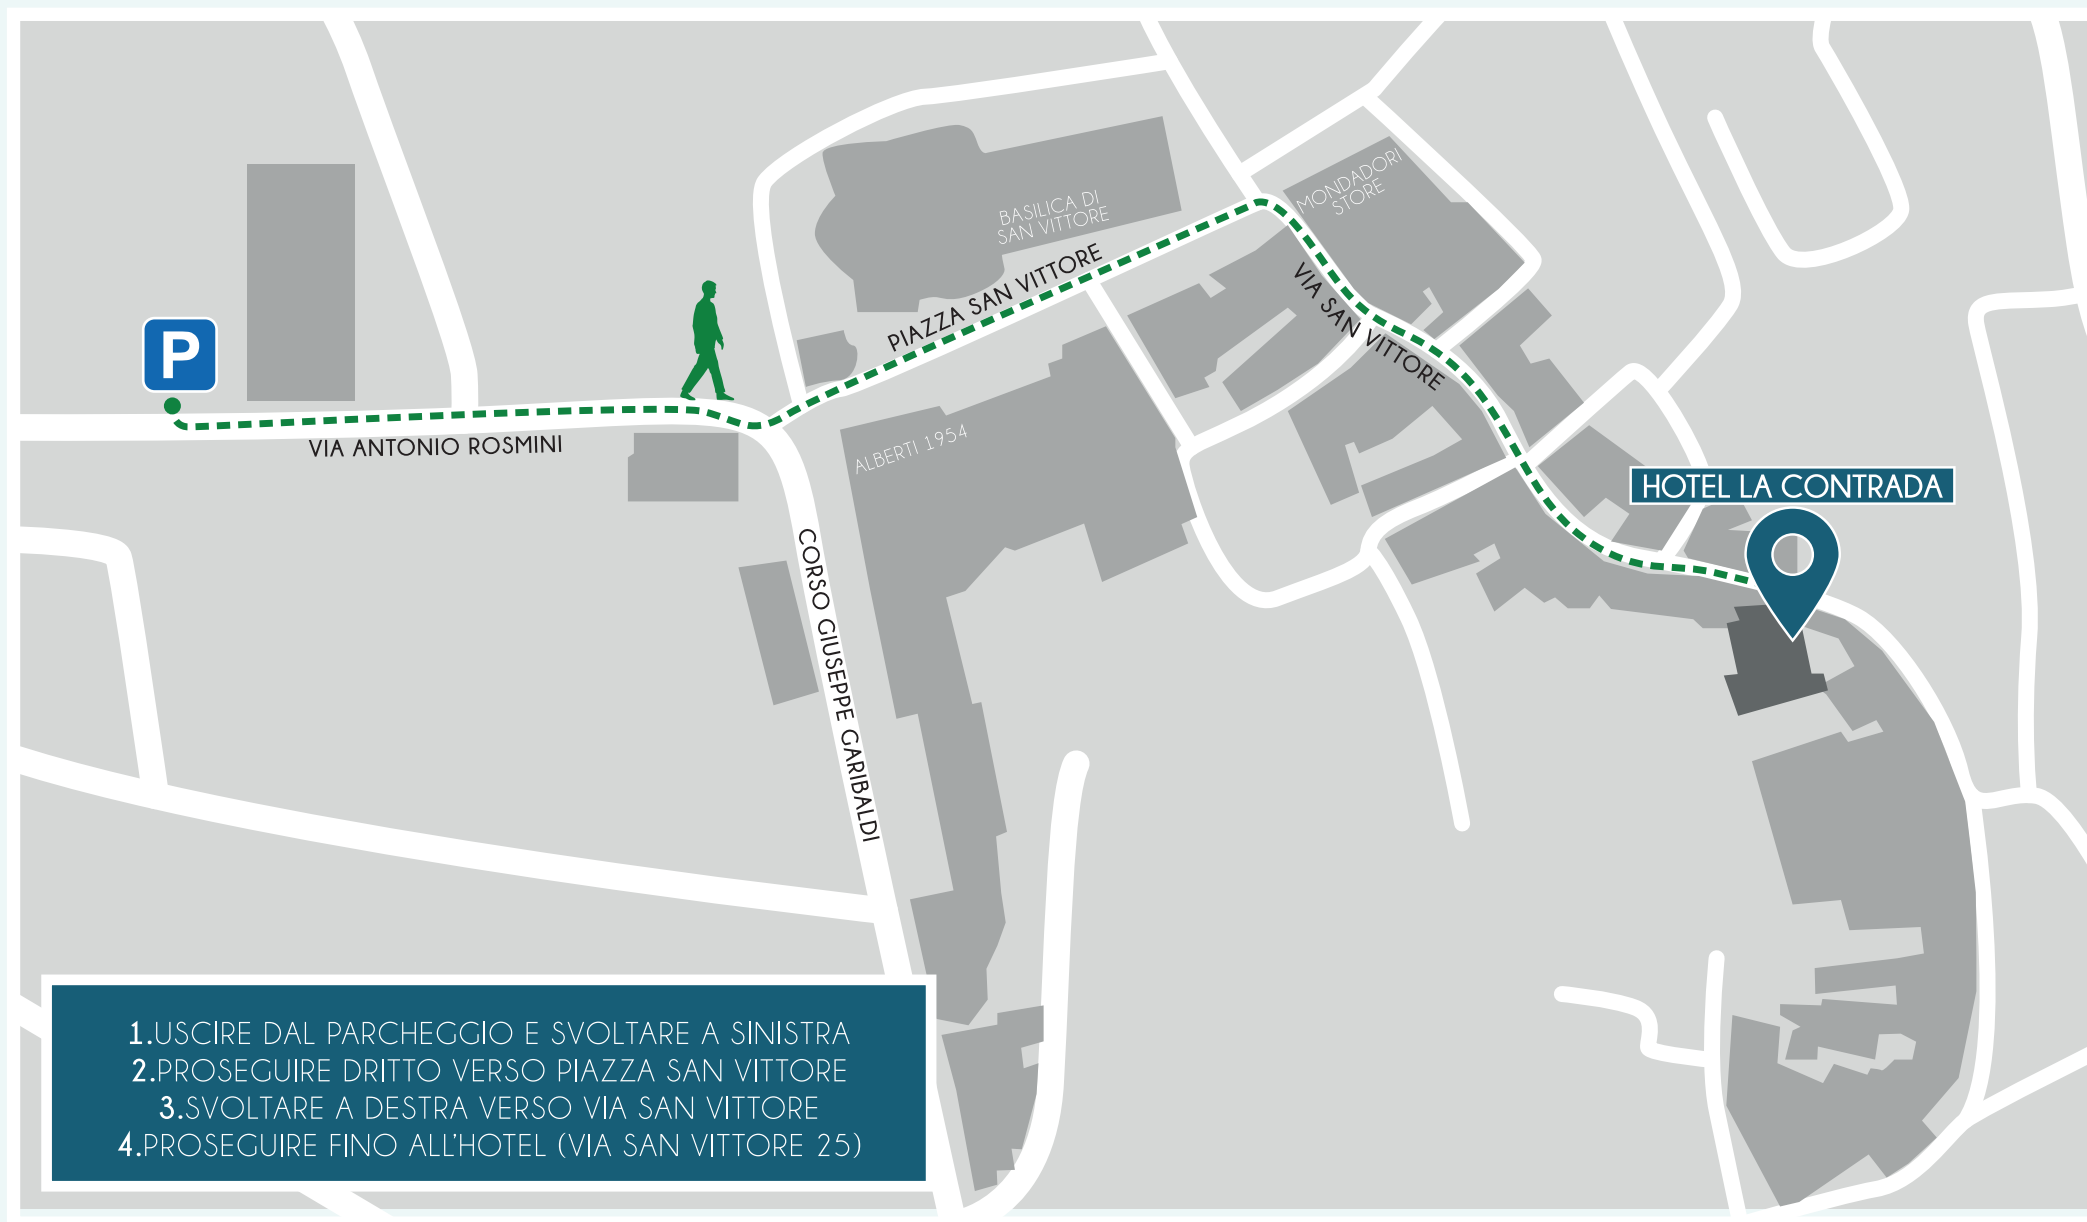 BASILICA DI
SAN VITTORE
MONDADORI
STORE
PIAZZA SAN VITTORE
VIA SAN VITTORE
P
VIA ANTONIO ROSMINI
ALBERTI 1954
HOTEL LA CONTRADA
CORSO GIUSEPPE GARIBALDI
1.USCIRE DAL PARCHEGGIO E SVOLTARE A SINISTRA
2.PROSEGUIRE DRITTO VERSO PIAZZA SAN VITTORE
3.SVOLTARE A DESTRA VERSO VIA SAN VITTORE
4.PROSEGUIRE FINO ALL'HOTEL (VIA SAN VITTORE 25)